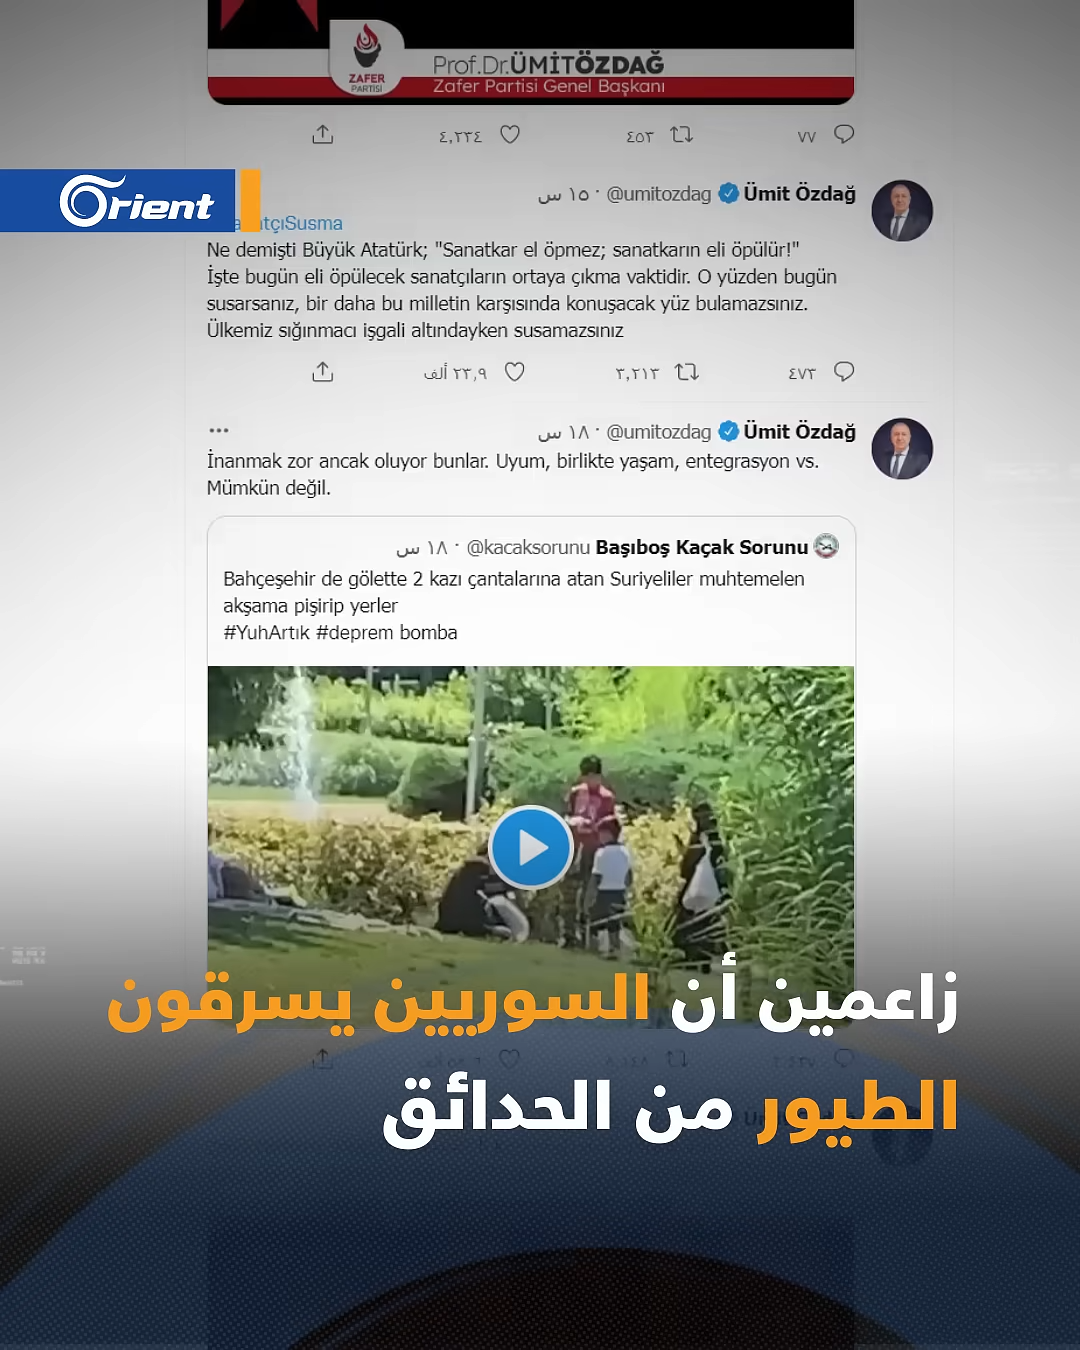 ZAFER
PARTİSİ
Prof.Dr.ÜMİTÖZDAĞ
Zafer Partisi Genel Başkanı
٧٧ ٤٥٣ ٤,٢٣٤
Orient
Ümit Özdağ @umitozdag · ١٥ س
tçıSusma
Ne demişti Büyük Atatürk; "Sanatkar el öpmez; sanatkarın eli öpülür!"
İşte bugün eli öpülecek sanatçıların ortaya çıkma vaktidir. O yüzden bugün
susarsanız, bir daha bu milletin karşısında konuşacak yüz bulamazsınız.
Ülkemiz sığınmacı işgali altındayken susamazsınız
٤٧٣ ٣,٢١٣ ٢٣,٩ ألف
Ümit Özdağ @umitozdag · ١٨ س
İnanmak zor ancak oluyor bunlar. Uyum, birlikte yaşam, entegrasyon vs.
Mümkün değil.
Başıboş Kaçak Sorunu @kacaksorunu · ١٨ س
Bahçeşehir de gölette 2 kazı çantalarına atan Suriyeliler muhtemelen
akşama pişirip yerler
#YuhArtık #deprem bomba
زاعمين أن السوريين يسرقون
الطيور من الحدائق